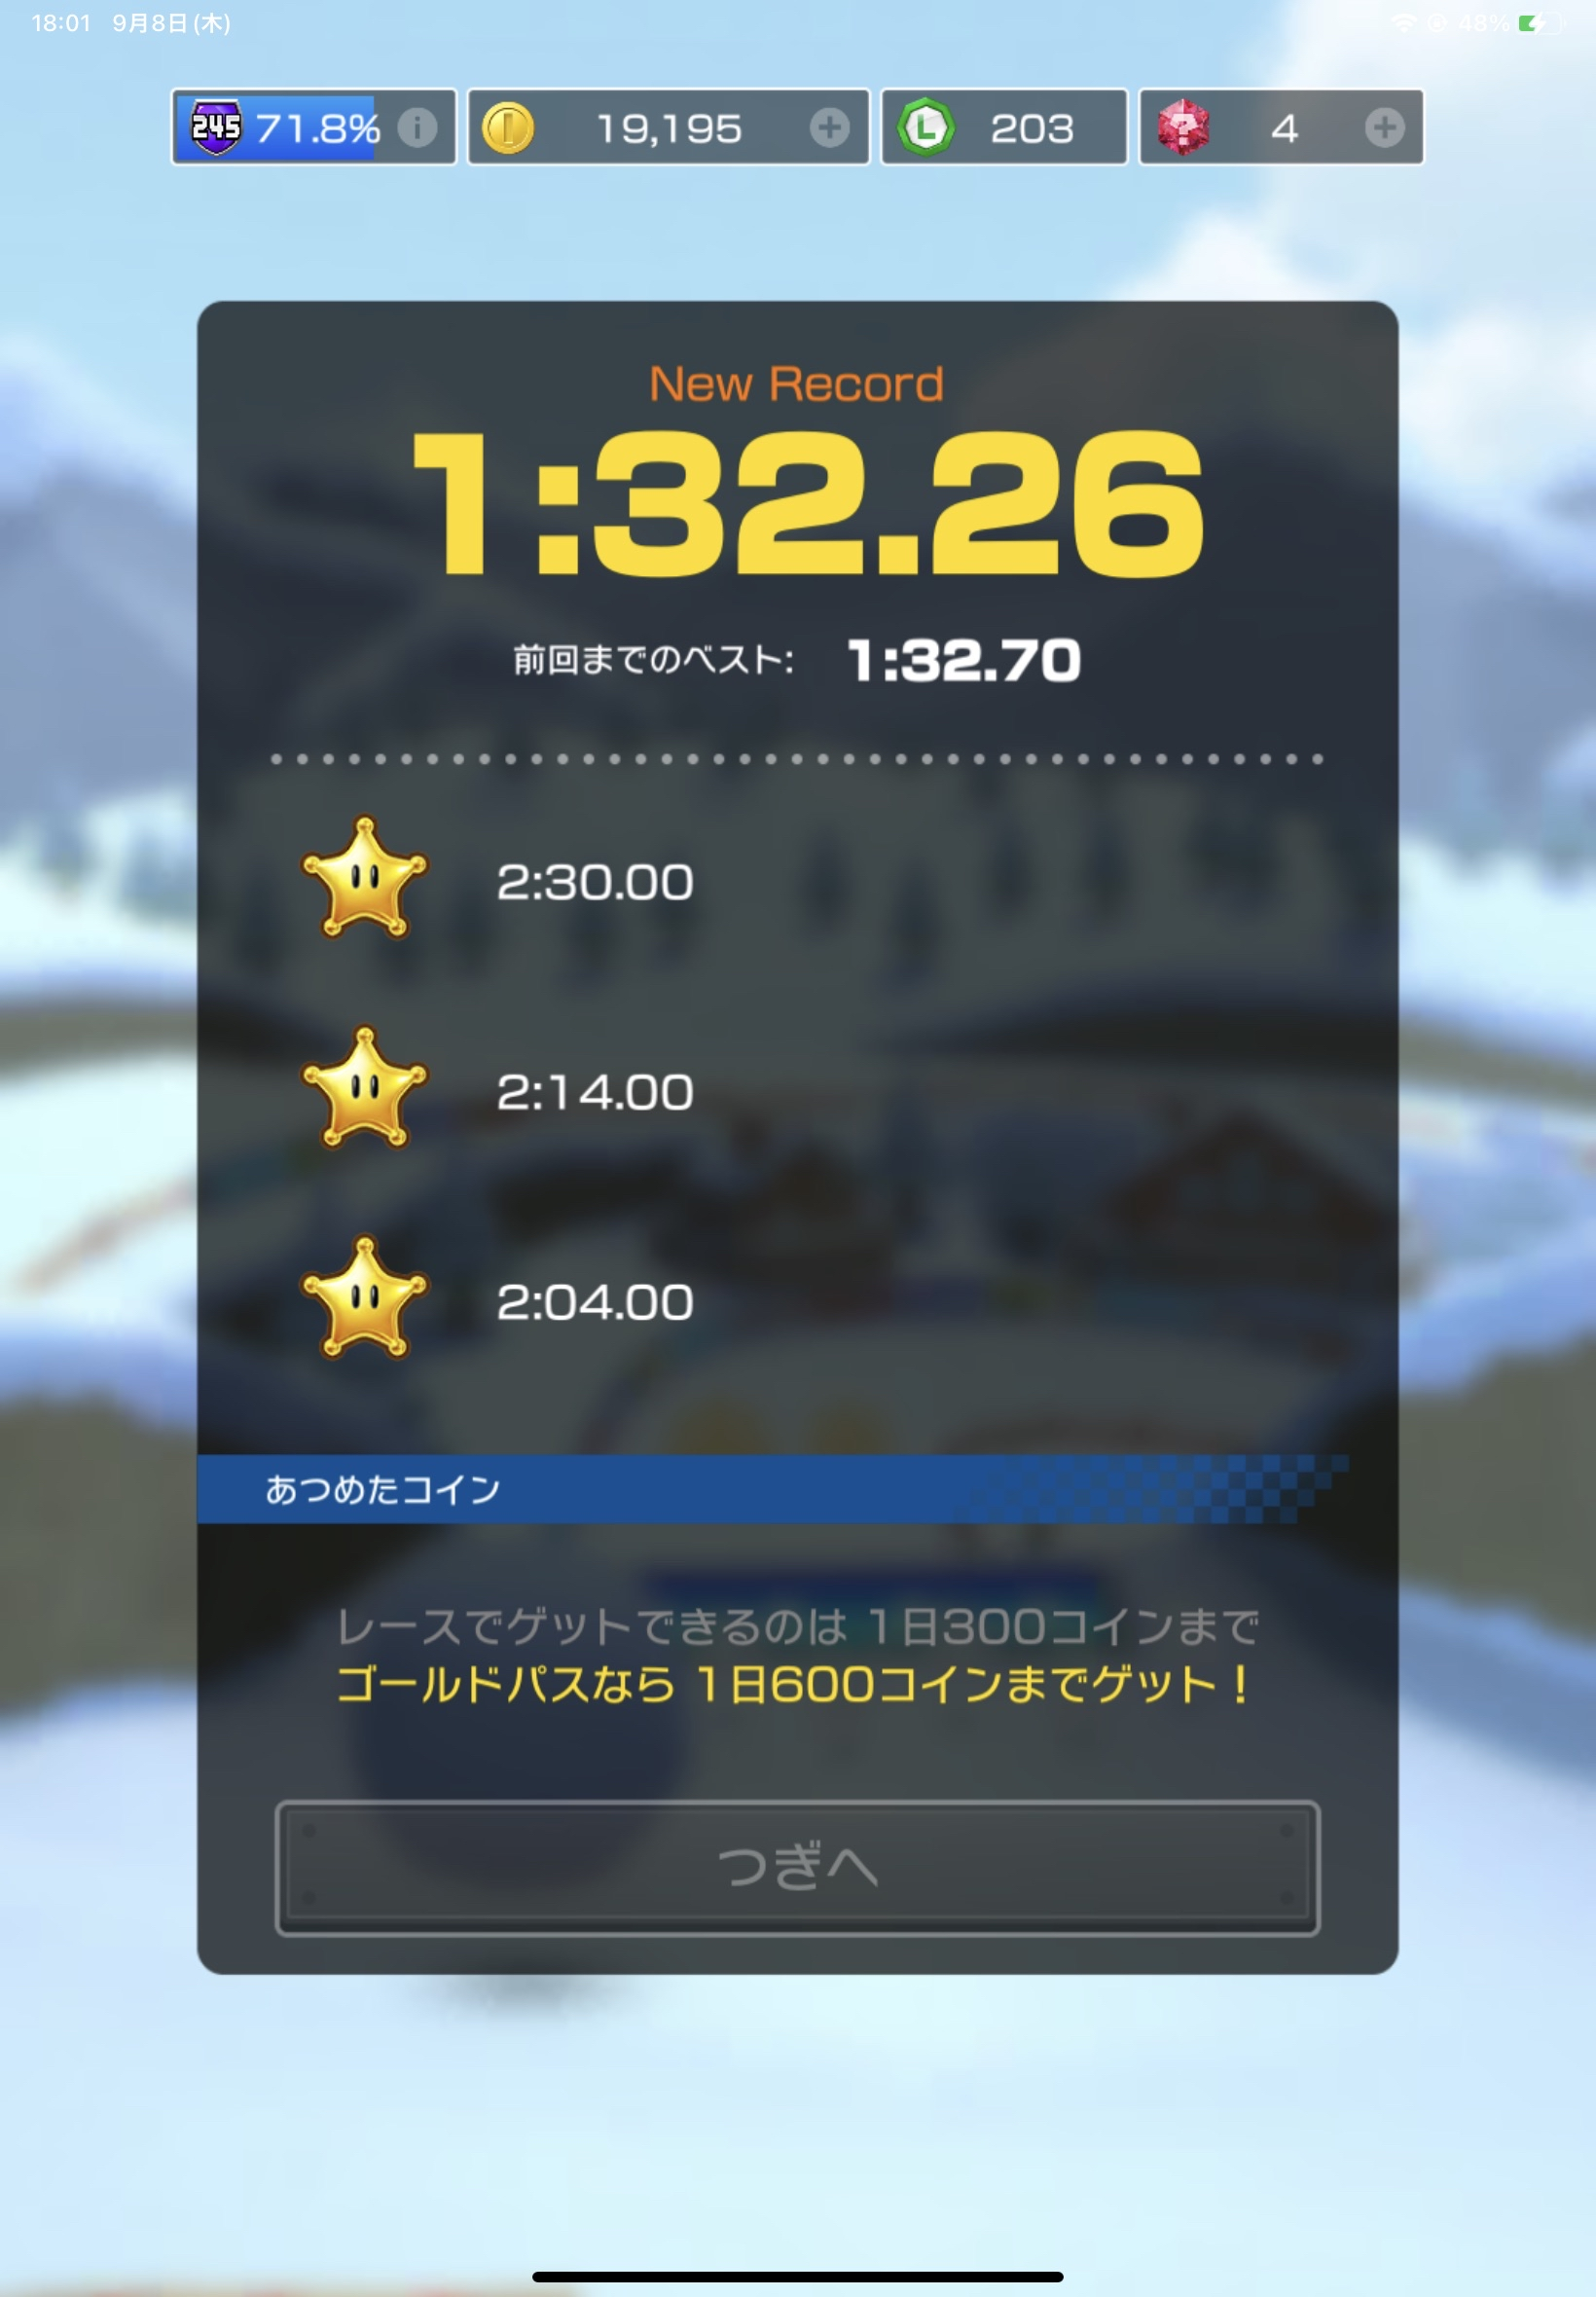 18:01 9月8日(木) 48%
245 71.8% 19,195 L 203 4
New Record
1:32.26
前回までのベスト: 1:32.70
2:30.00
2:14.00
2:04.00
あつめたコイン
レースでゲットできるのは 1日300コインまで
ゴールドパスなら 1日600コインまでゲット!
つぎへ